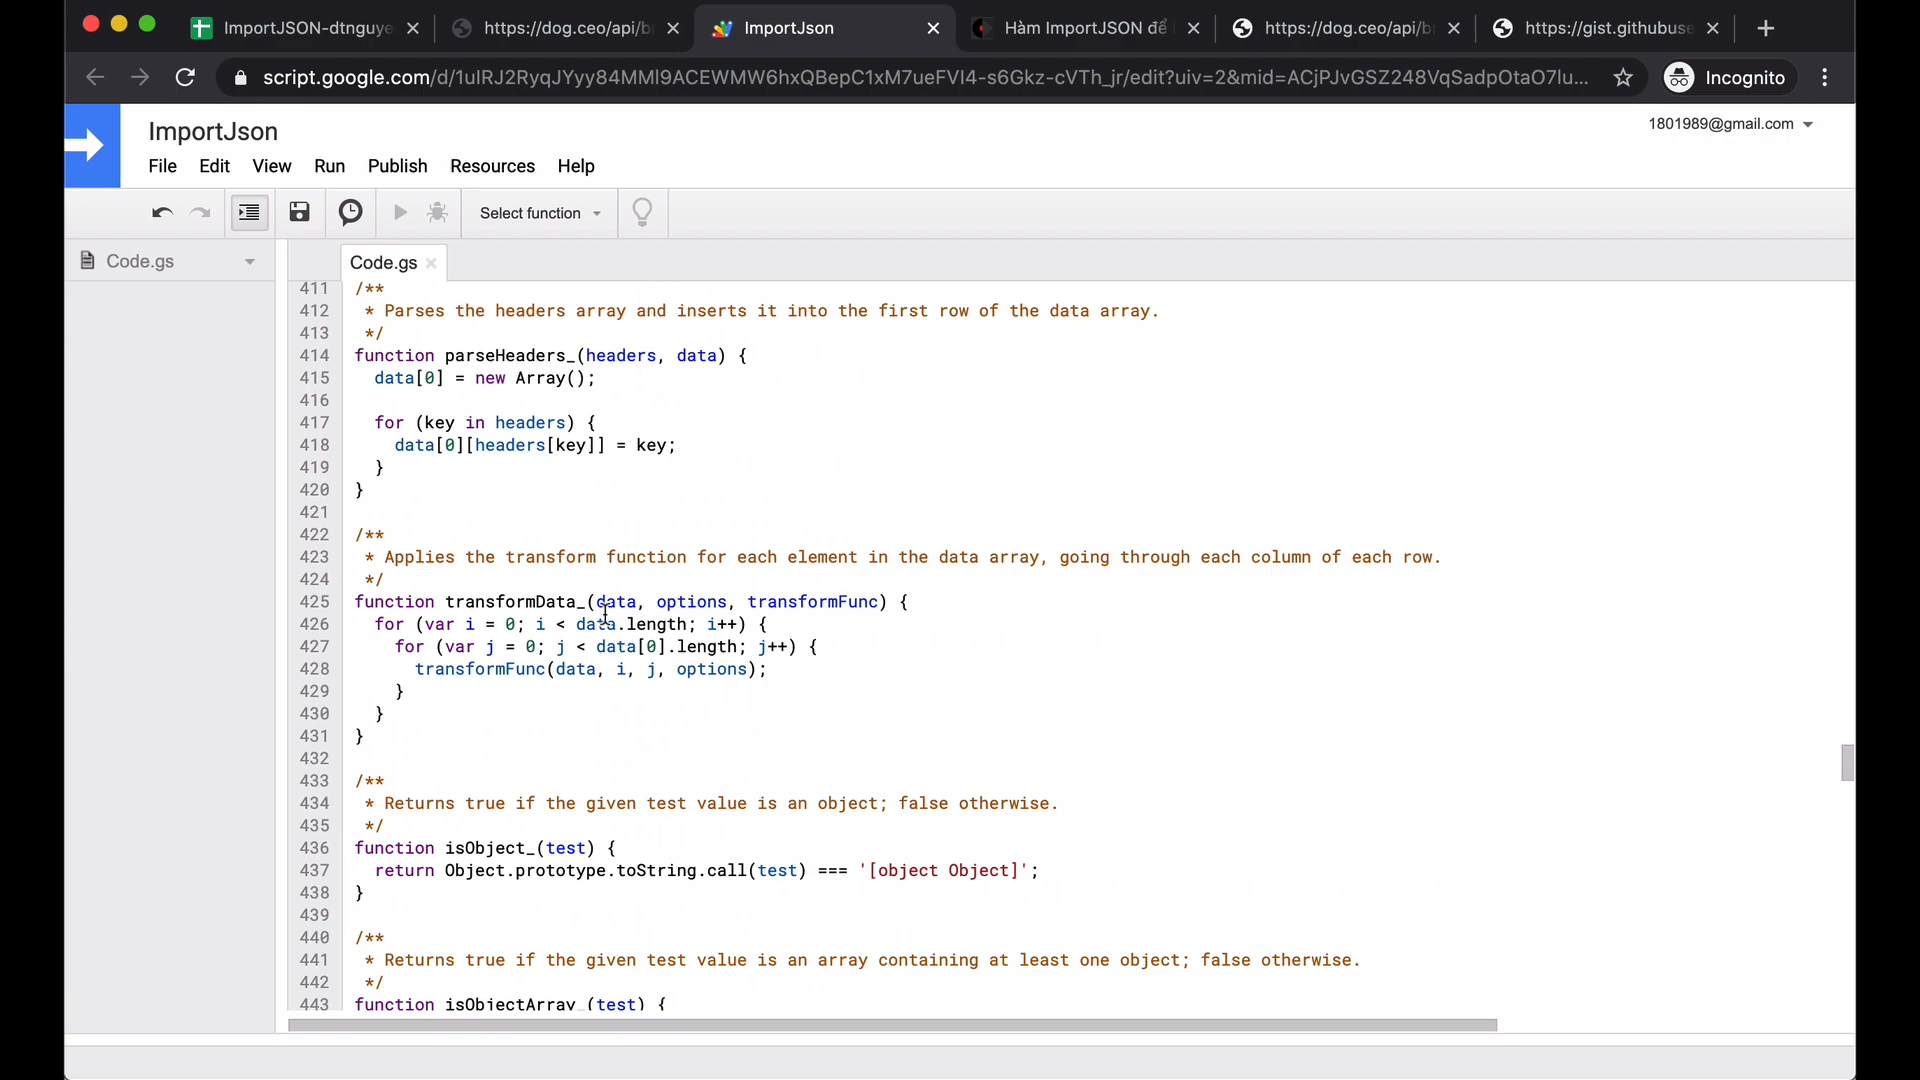 ImportJSON-dtnguye
https://dog.ceo/api/br
ImportJson
Hàm ImportJSON để
https://dog.ceo/api/br
https://gist.githubuse
script.google.com/d/1uIRJ2RyqJYyy84MMI9ACEWMW6hxQBepC1xM7ueFVI4-s6Gkz-cVTh_jr/edit?uiv=2&mid=ACjPJvGSZ248VqSadpOtaO7lu...
Incognito
ImportJson
1801989@gmail.com
File Edit View Run Publish Resources Help
Select function
Code.gs
Code.gs
411 /**
412  * Parses the headers array and inserts it into the first row of the data array.
413  */
414 function parseHeaders_(headers, data) {
415   data[0] = new Array();
416
417   for (key in headers) {
418     data[0][headers[key]] = key;
419   }
420 }
421
422 /**
423  * Applies the transform function for each element in the data array, going through each column of each row.
424  */
425 function transformData_(data, options, transformFunc) {
426   for (var i = 0; i < data.length; i++) {
427     for (var j = 0; j < data[0].length; j++) {
428       transformFunc(data, i, j, options);
429     }
430   }
431 }
432
433 /**
434  * Returns true if the given test value is an object; false otherwise.
435  */
436 function isObject_(test) {
437   return Object.prototype.toString.call(test) === '[object Object]';
438 }
439
440 /**
441  * Returns true if the given test value is an array containing at least one object; false otherwise.
442  */
443 function isObjectArray_(test) {